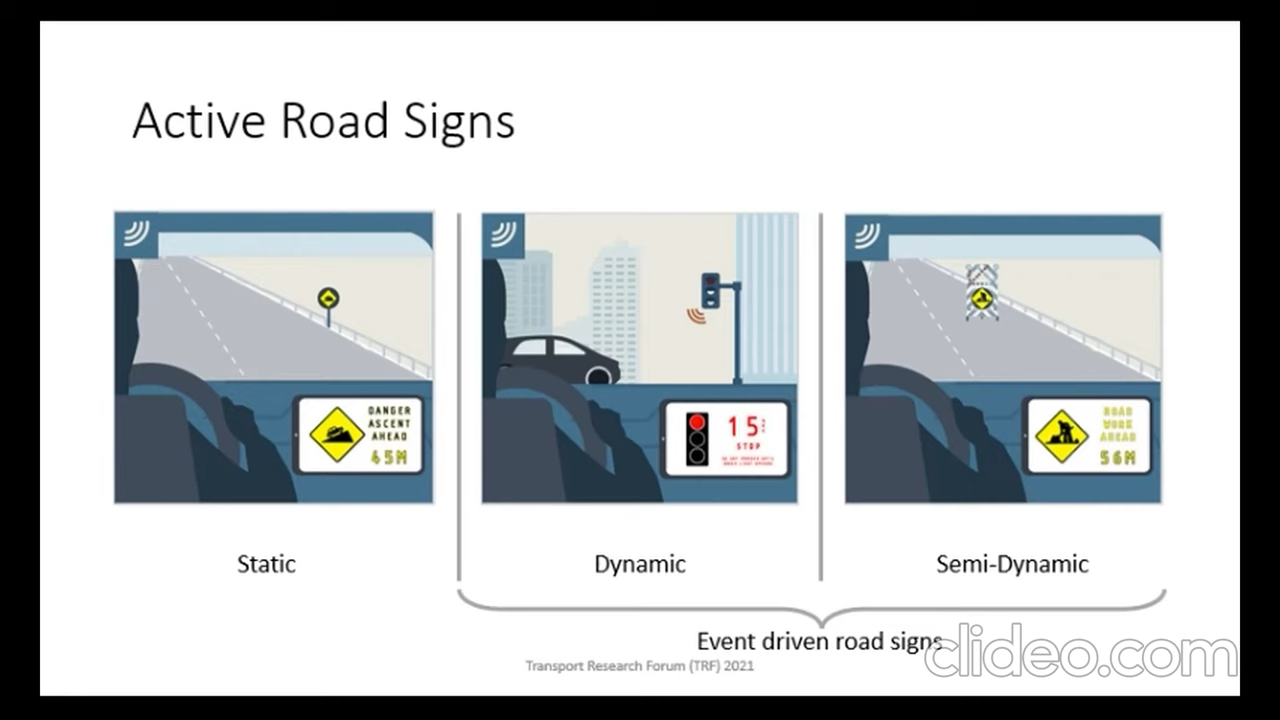 Active Road Signs
DANGER
ASCENT
AHEAD
45M
15
STOP
ROAD
WORK
AHEAD
56M
Static
Dynamic
Semi-Dynamic
Event driven road signs
Transport Research Forum (TRF) 2021
clideo.com